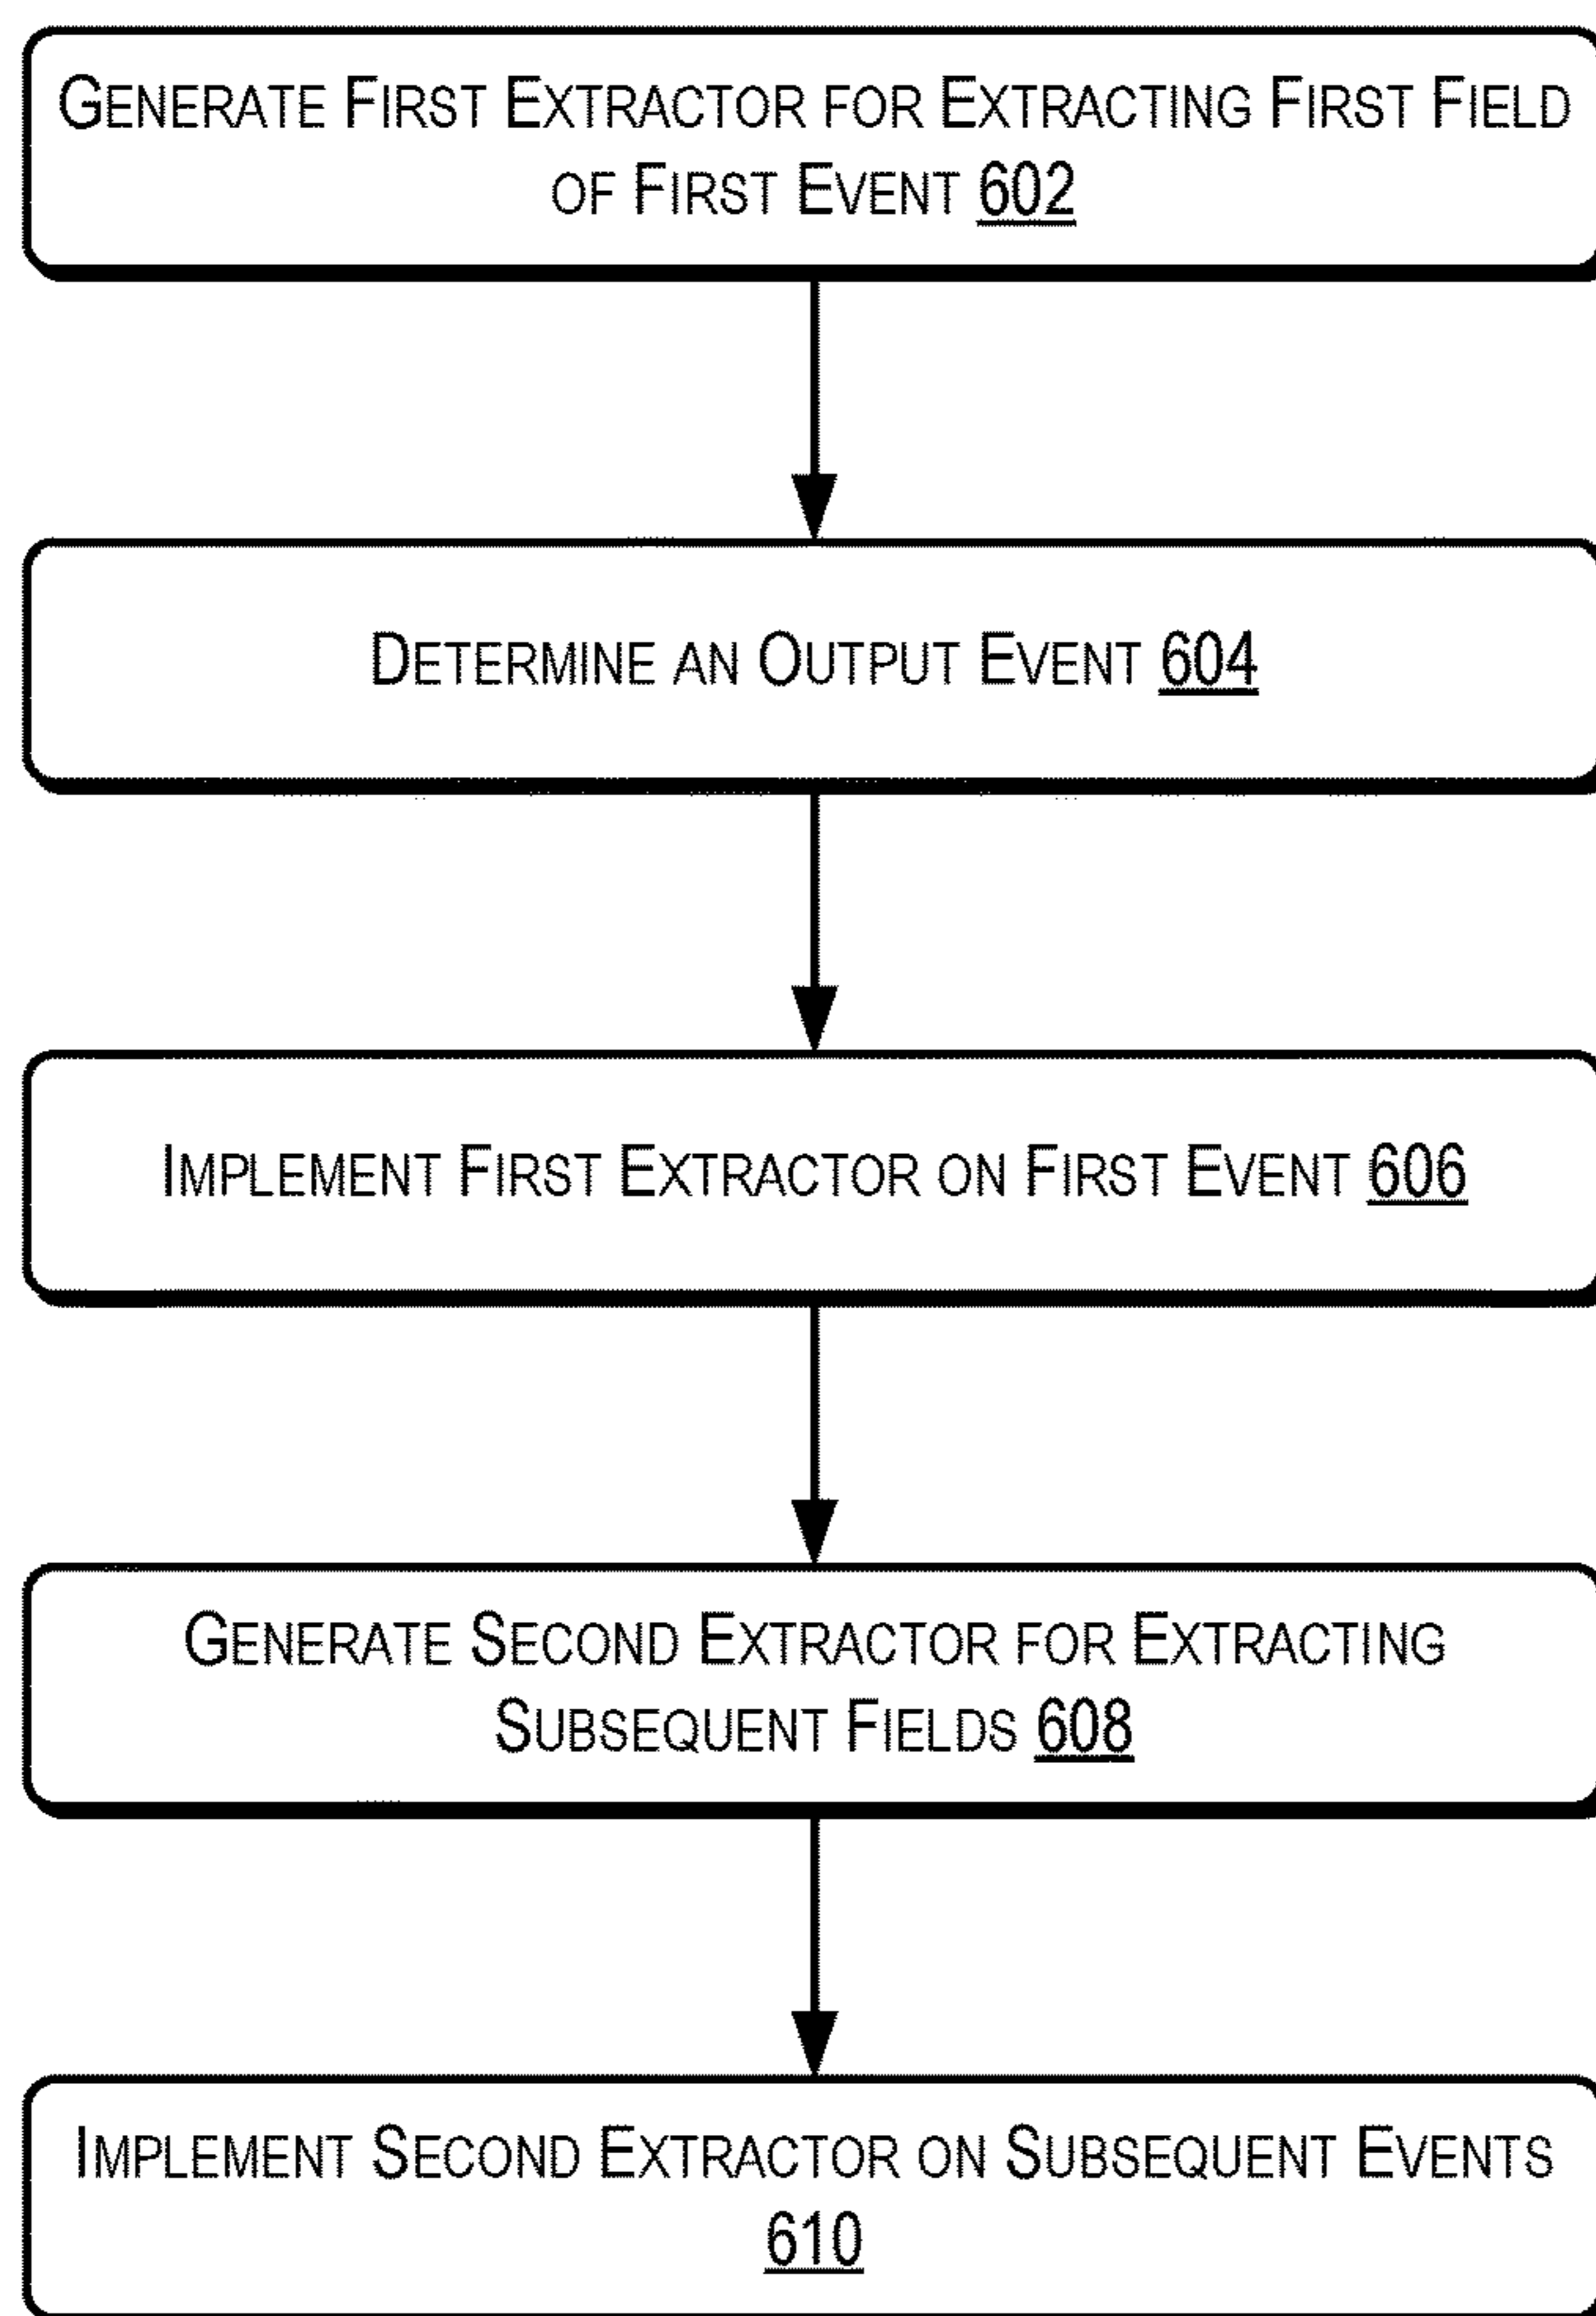 GENERATE FIRST EXTRACTOR FOR EXTRACTING FIRST FIELD
OF FIRST EVENT 602
DETERMINE AN OUTPUT EVENT 604
IMPLEMENT FIRST EXTRACTOR ON FIRST EVENT 606
GENERATE SECOND EXTRACTOR FOR EXTRACTING
SUBSEQUENT FIELDS 608
IMPLEMENT SECOND EXTRACTOR ON SUBSEQUENT EVENTS
610